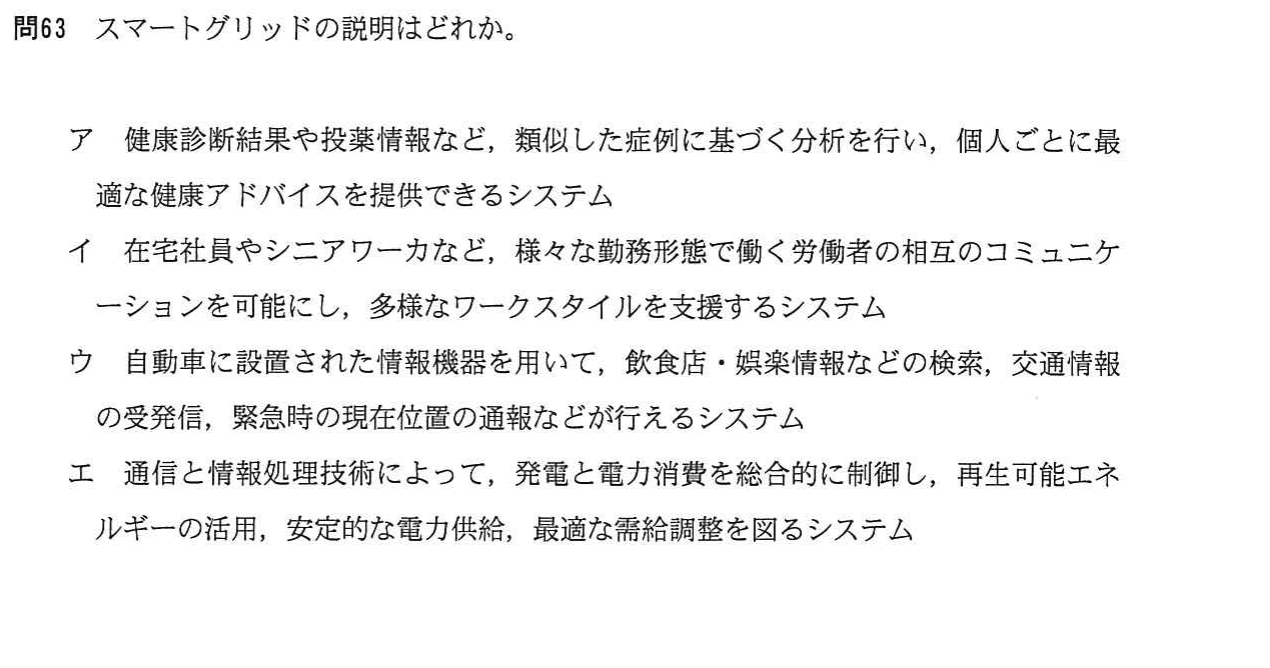 問63　スマートグリッドの説明はどれか。
ア　健康診断結果や投薬情報など，類似した症例に基づく分析を行い，個人ごとに最
適な健康アドバイスを提供できるシステム
イ　在宅社員やシニアワーカなど，様々な勤務形態で働く労働者の相互のコミュニケ
ーションを可能にし，多様なワークスタイルを支援するシステム
ウ　自動車に設置された情報機器を用いて，飲食店・娯楽情報などの検索，交通情報
の受発信，緊急時の現在位置の通報などが行えるシステム
エ　通信と情報処理技術によって，発電と電力消費を総合的に制御し，再生可能エネ
ルギーの活用，安定的な電力供給，最適な需給調整を図るシステム